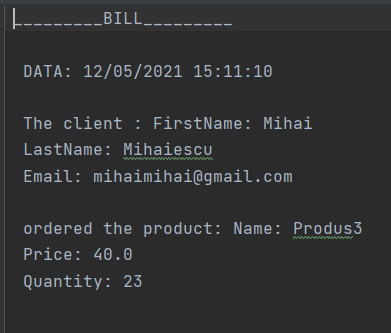 _________BILL_________
DATA: 12/05/2021 15:11:10
The client : FirstName: Mihai
LastName: Mihaiescu
Email: mihaimihai@gmail.com
ordered the product: Name: Produs3
Price: 40.0
Quantity: 23